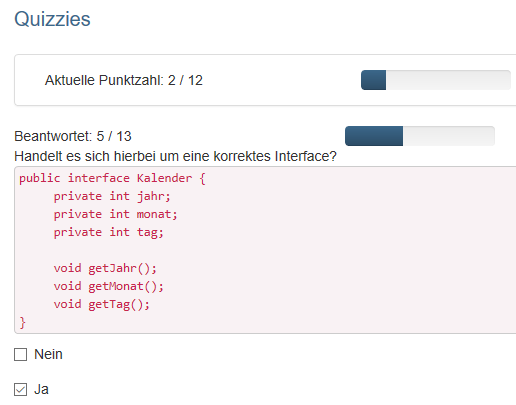 Quizzies
Aktuelle Punktzahl: 2 / 12
Beantwortet: 5 / 13
Handelt es sich hierbei um eine korrektes Interface?
public interface Kalender {
     private int jahr;
     private int monat;
     private int tag;

     void getJahr();
     void getMonat();
     void getTag();
}
Nein
Ja